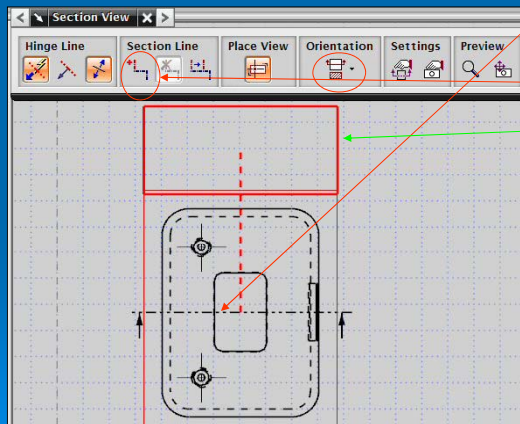 Section View
Hinge Line
Section Line
Place View
Orientation
Settings
Preview